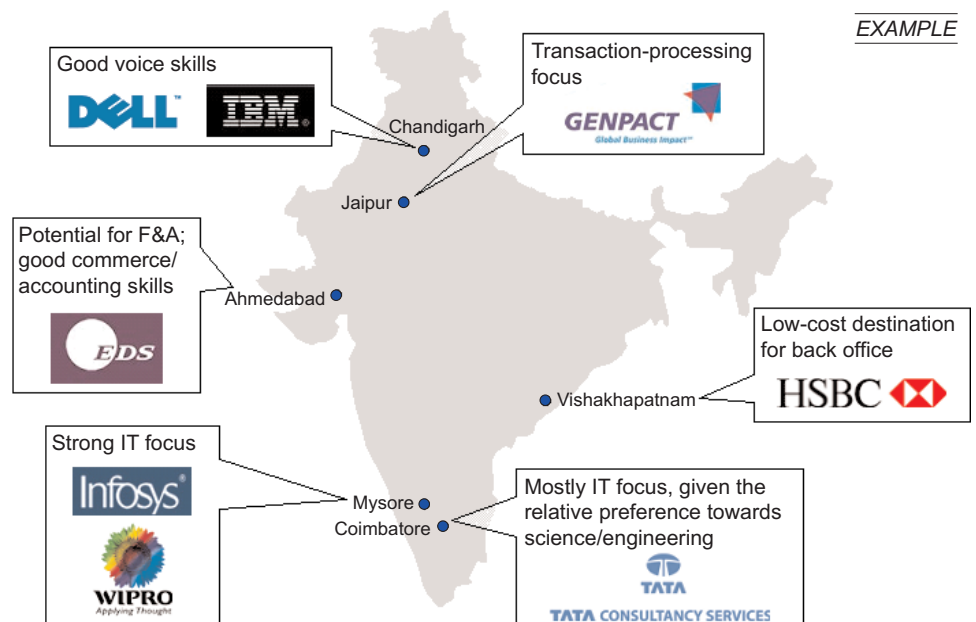 EXAMPLE
Good voice skills
DELL™
IBM®
Chandigarh
Transaction-processing
focus
GENPACT
Global Business Impact℠
Jaipur
Potential for F&A;
good commerce/
accounting skills
EDS
Ahmedabad
Low-cost destination
for back office
HSBC
Vishakhapatnam
Strong IT focus
Infosys®
WIPRO
Applying Thought
Mysore
Coimbatore
Mostly IT focus, given the
relative preference towards
science/engineering
TATA
TATA CONSULTANCY SERVICES